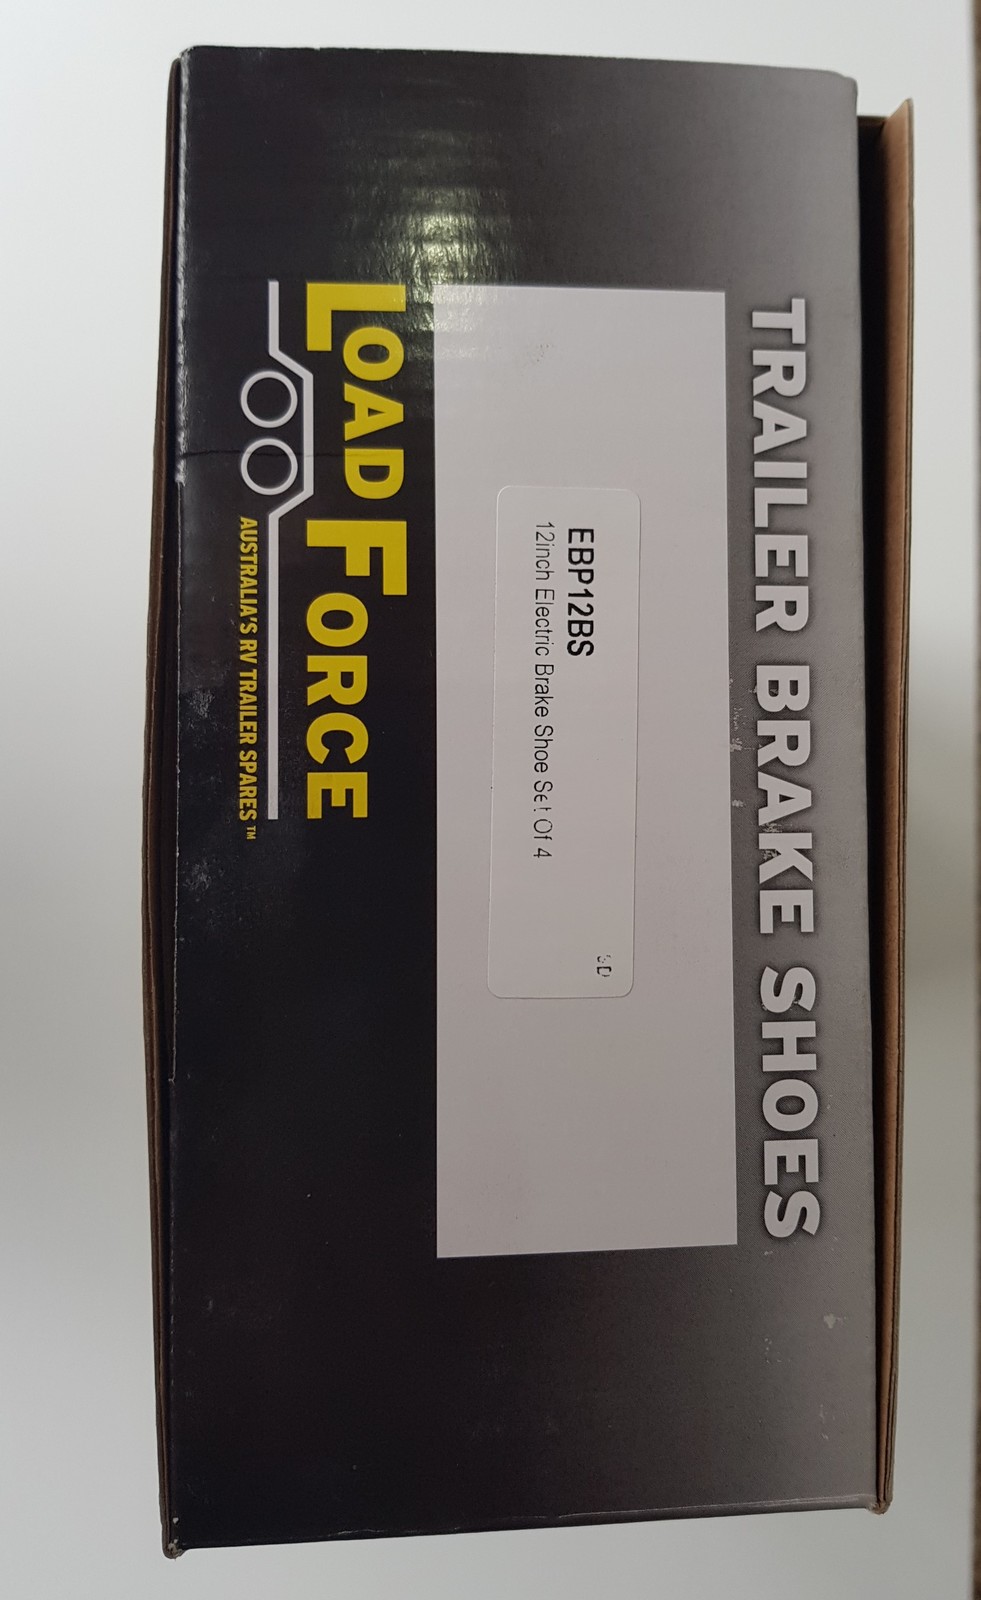 TRAILER BRAKE SHOES
EBP12BS
12inch Electric Brake Shoe Set Of 4
LOAD FORCE
AUSTRALIA'S RV TRAILER SPARES™